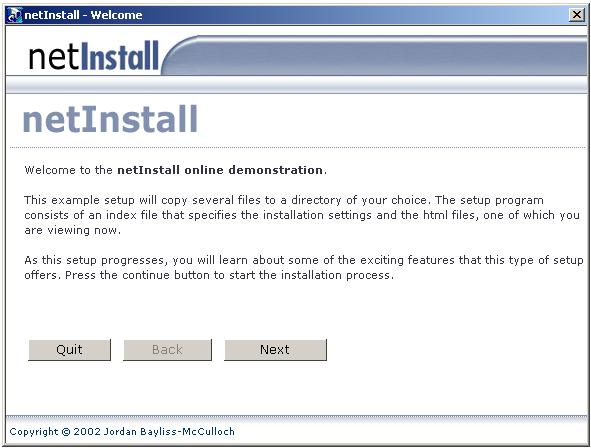 netInstall - Welcome
netInstall
netInstall
Welcome to the netInstall online demonstration.
This example setup will copy several files to a directory of your choice. The setup program
consists of an index file that specifies the installation settings and the html files, one of which you
are viewing now.
As this setup progresses, you will learn about some of the exciting features that this type of setup
offers. Press the continue button to start the installation process.
Quit Back Next
Copyright © 2002 Jordan Bayliss-McCulloch